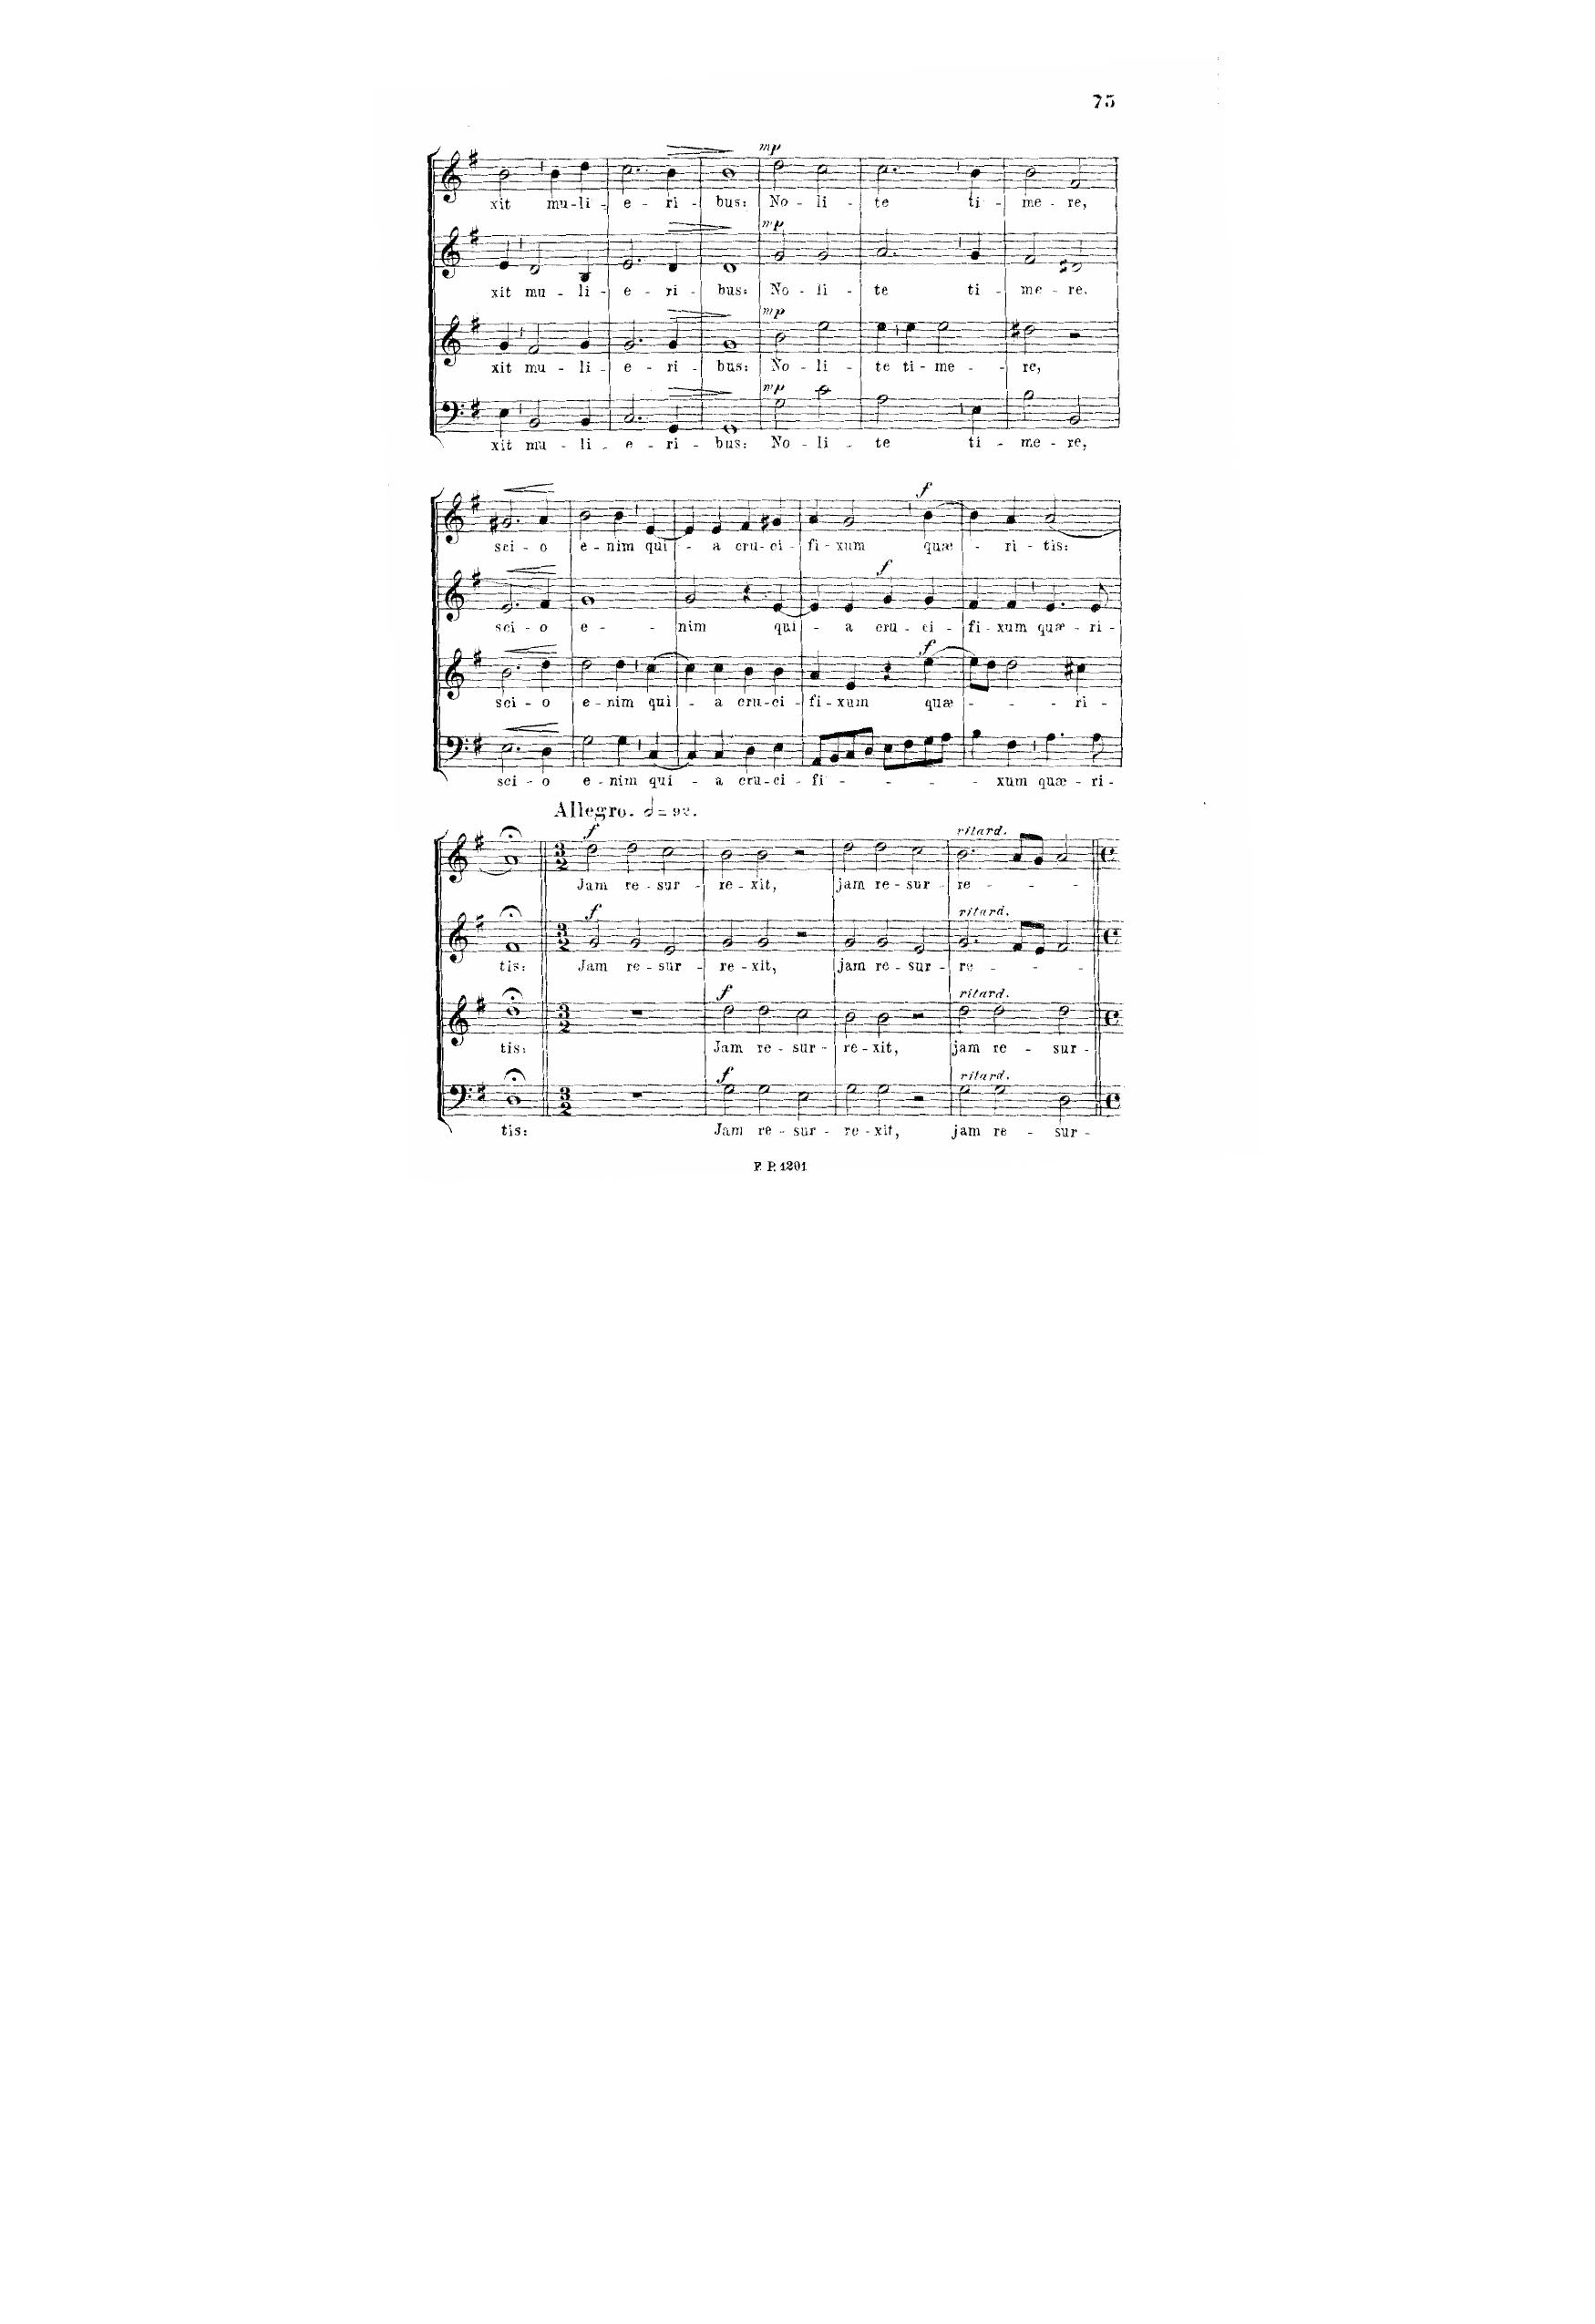 75
mp
xit mu-li - e - ri - bus: No - li - te ti - me - re,
mp
xit mu - li - e - ri - bus: No - li - te ti - me - re.
mp
xit mu - li - e - ri - bus: No - li - te ti - me - re,
mp
xit mu - li - e - ri - bus: No - li - te ti - me - re,
f
sci - o e - nim qui - a cru - ci - fi - xum quæ - ri - tis:
f
sci - o e - nim qui - a cru - ci - fi - xum quæ - ri -
f
sci - o e - nim qui - a cru - ci - fi - xum quæ - ri -
sci - o e - nim qui - a cru - ci - fi - xum quæ - ri -
Allegro. = 92.
f ritard.
Jam re - sur - re - xit, jam re - sur - re -
f ritard.
tis: Jam re - sur - re - xit, jam re - sur - re -
f ritard.
tis: Jam re - sur - re - xit, jam re - sur -
f ritard.
tis: Jam re - sur - re - xit, jam re - sur -
F. P. 1201